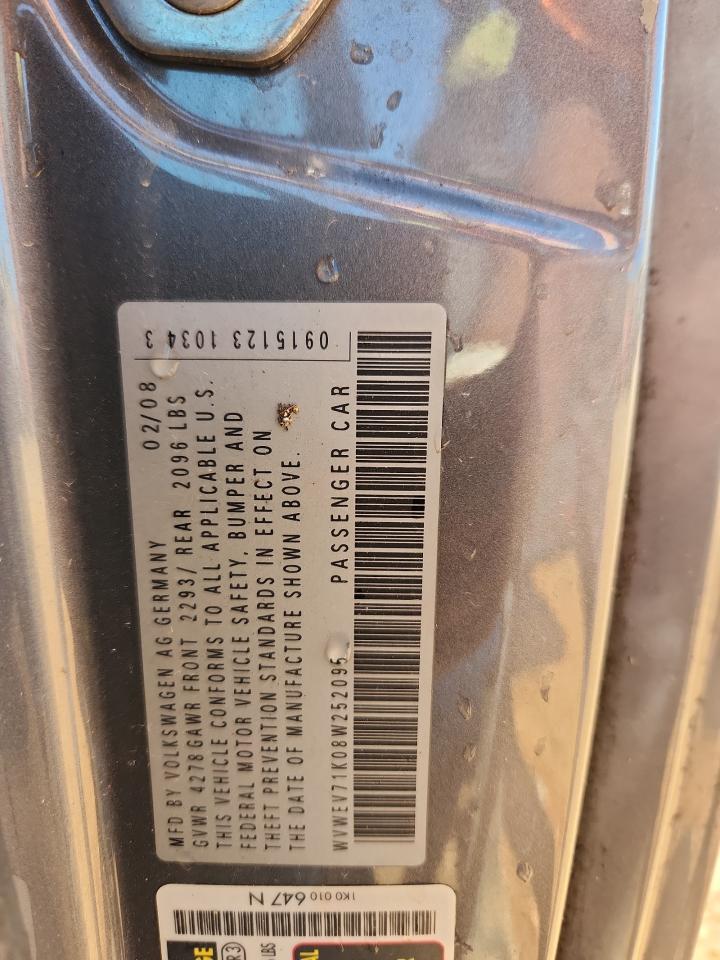 MFD BY VOLKSWAGEN AG GERMANY 02/08
GVWR 4278GAWR FRONT 2293/ REAR 2096 LBS
THIS VEHICLE CONFORMS TO ALL APPLICABLE U.S.
FEDERAL MOTOR VEHICLE SAFETY, BUMPER AND
THEFT PREVENTION STANDARDS IN EFFECT ON
THE DATE OF MANUFACTURE SHOWN ABOVE.
WVWEV71K08W252095 PASSENGER CAR
0915123 1034 3
1K0 010 647 N
LBS